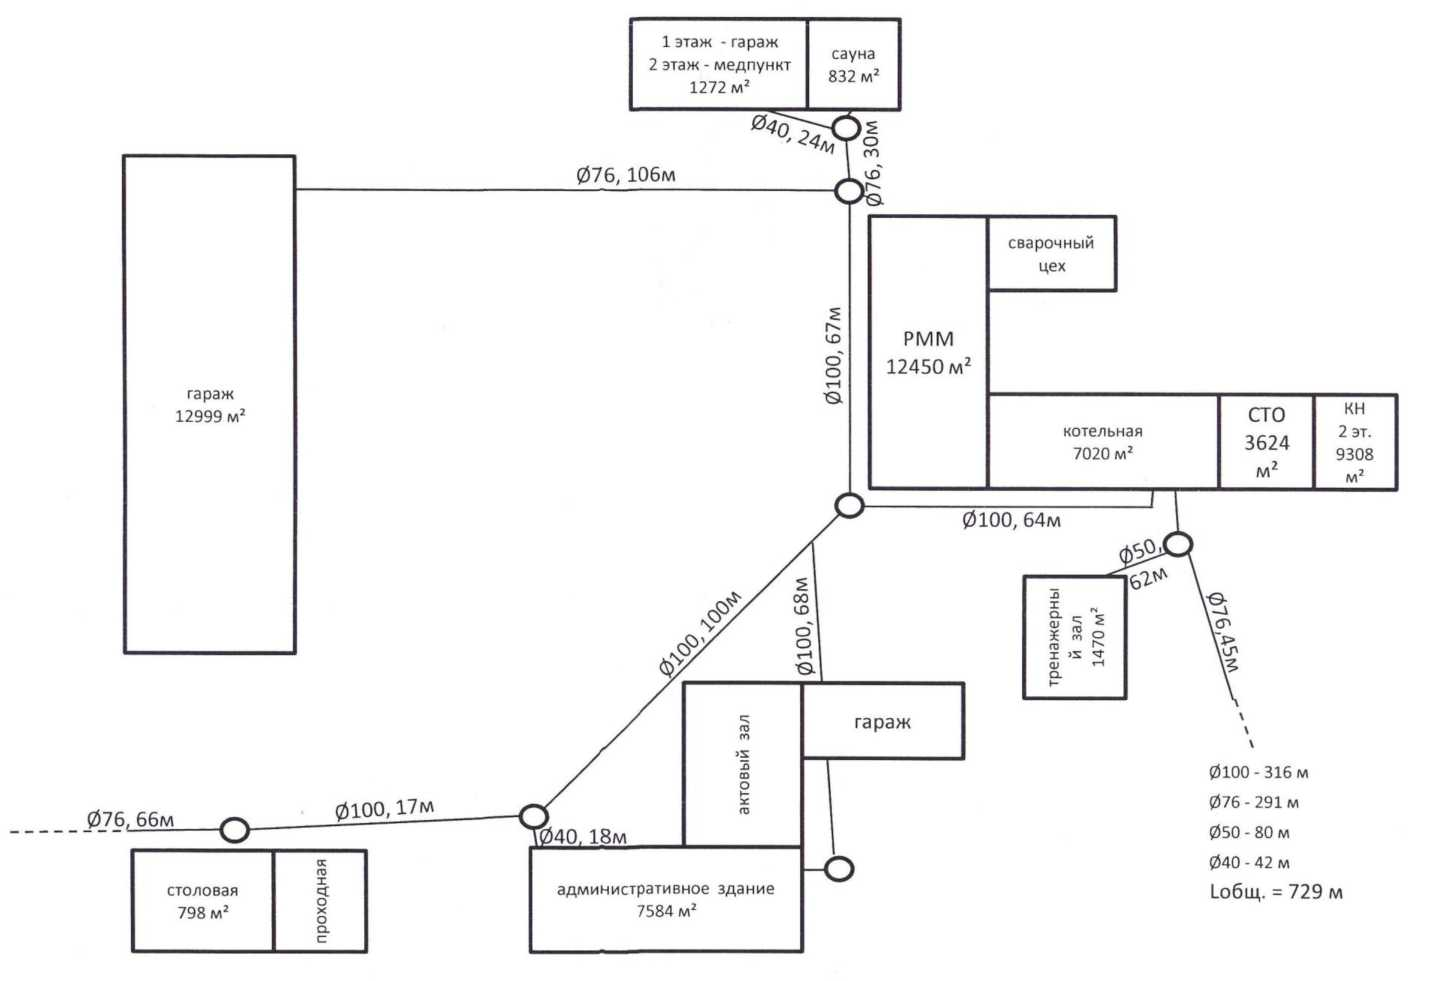 1 этаж - гараж
2 этаж - медпункт
1272 м²
сауна
832 м²
Ø40, 24м
Ø76, 30м
Ø76, 106м
сварочный
цех
РММ
12450 м²
Ø100, 67м
гараж
12999 м²
котельная
7020 м²
СТО
3624
м²
КН
2 эт.
9308
м²
Ø100, 64м
Ø50,
62м
Ø76,45м
тренажерны
й зал
1470 м²
Ø100, 100м
Ø100, 68м
актовый зал
гараж
Ø76, 66м
Ø100, 17м
Ø40, 18м
столовая
798 м²
проходная
административное здание
7584 м²
Ø100 - 316 м
Ø76 - 291 м
Ø50 - 80 м
Ø40 - 42 м
Lобщ. = 729 м